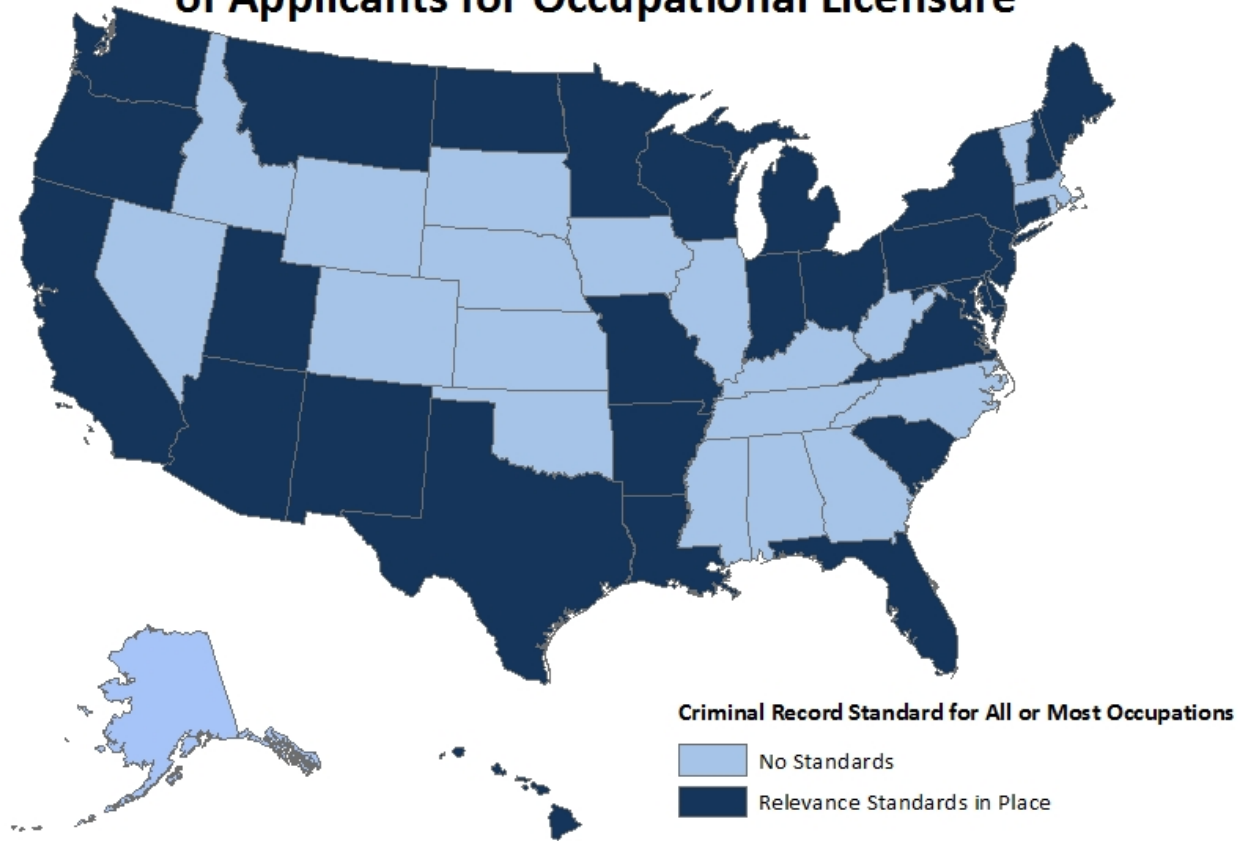 of Applicants for Occupational Licensure
Criminal Record Standard for All or Most Occupations
No Standards
Relevance Standards in Place